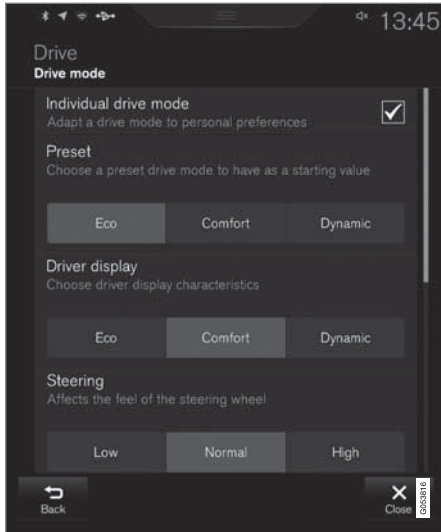 13:45
Drive
Drive mode
Individual drive mode
Adapt a drive mode to personal preferences
Preset
Choose a preset drive mode to have as a starting value
Eco Comfort Dynamic
Driver display
Choose driver display characteristics
Eco Comfort Dynamic
Steering
Affects the feel of the steering wheel
Low Normal High
Back Close
G053816